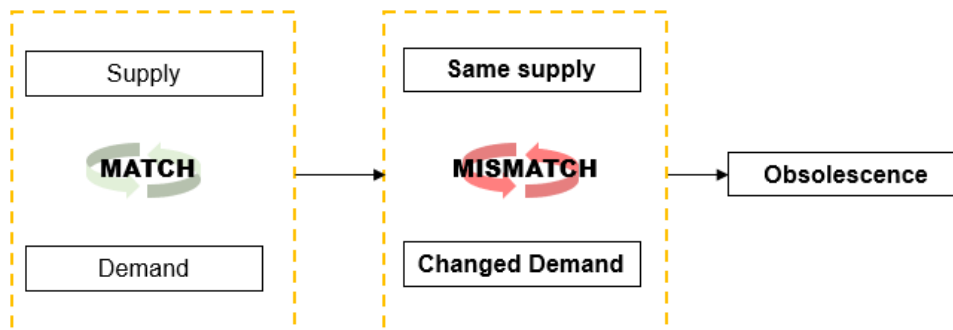 Supply
MATCH
Demand
Same supply
MISMATCH
Changed Demand
Obsolescence